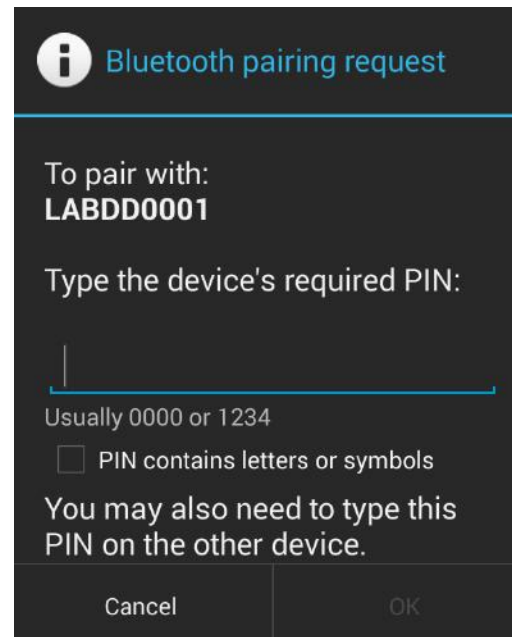 Bluetooth pairing request
To pair with:
LABDD0001
Type the device's required PIN:
Usually 0000 or 1234
PIN contains letters or symbols
You may also need to type this
PIN on the other device.
Cancel OK